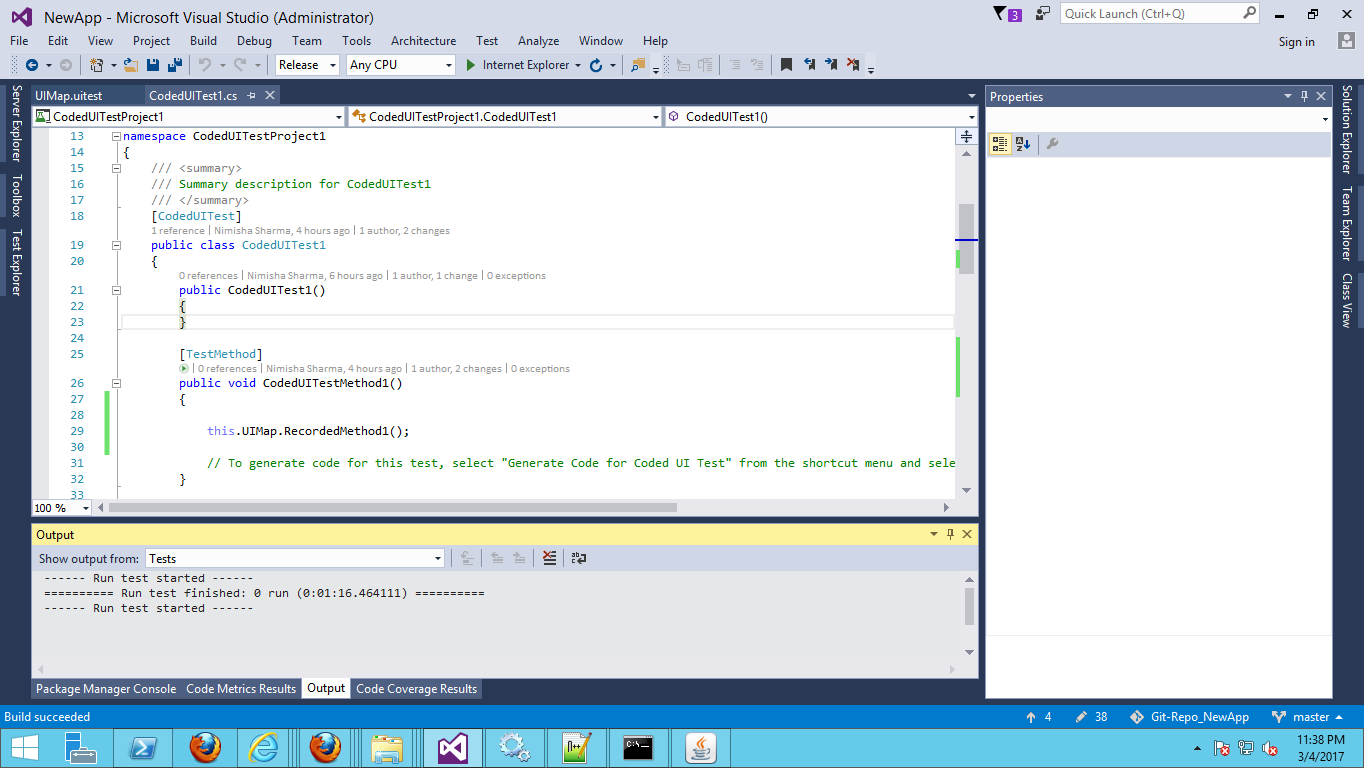 NewApp - Microsoft Visual Studio (Administrator)
3
Quick Launch (Ctrl+Q)
File Edit View Project Build Debug Team Tools Architecture Test Analyze Window Help
Sign in
Release Any CPU Internet Explorer
Server Explorer
Toolbox
Test Explorer
UIMap.uitest CodedUITest1.cs
CodedUITestProject1 CodedUITestProject1.CodedUITest1 CodedUITest1()
13 namespace CodedUITestProject1
14 {
15 /// <summary>
16 /// Summary description for CodedUITest1
17 /// </summary>
18 [CodedUITest]
1 reference | Nimisha Sharma, 4 hours ago | 1 author, 2 changes
19 public class CodedUITest1
20 {
0 references | Nimisha Sharma, 6 hours ago | 1 author, 1 change | 0 exceptions
21 public CodedUITest1()
22 {
23 }
24
25 [TestMethod]
| 0 references | Nimisha Sharma, 4 hours ago | 1 author, 2 changes | 0 exceptions
26 public void CodedUITestMethod1()
27 {
28
29 this.UIMap.RecordedMethod1();
30
31 // To generate code for this test, select "Generate Code for Coded UI Test" from the shortcut menu and sele
32 }
33
100 %
Output
Show output from: Tests
------ Run test started ------
========== Run test finished: 0 run (0:01:16.464111) ==========
------ Run test started ------
Package Manager Console Code Metrics Results Output Code Coverage Results
Properties
Solution Explorer
Team Explorer
Class View
Build succeeded
4 38 Git-Repo_NewApp master
11:38 PM
3/4/2017